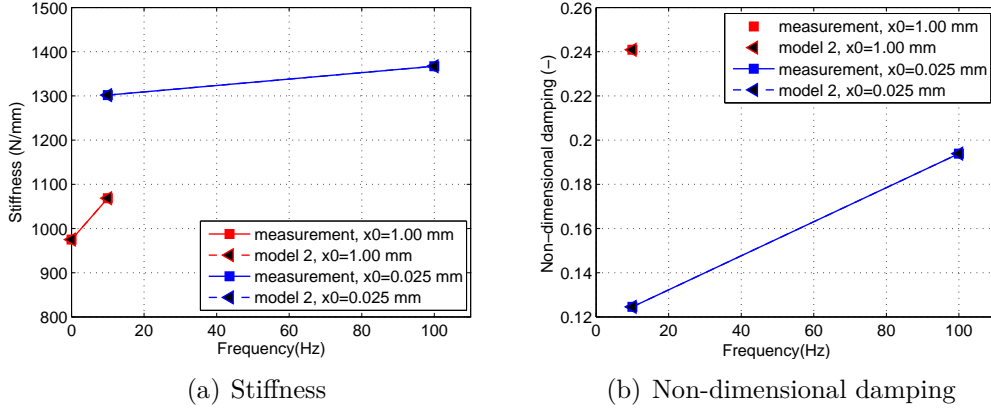 1500
1400
1300
1200
1100
1000
900
800
0 20 40 60 80 100
Stiffness (N/mm)
Frequency(Hz)
measurement, x0=1.00 mm
model 2, x0=1.00 mm
measurement, x0=0.025 mm
model 2, x0=0.025 mm
(a) Stiffness
0.26
0.24
0.22
0.2
0.18
0.16
0.14
0.12
0 20 40 60 80 100
Non−dimensional damping (−)
Frequency(Hz)
measurement, x0=1.00 mm
model 2, x0=1.00 mm
measurement, x0=0.025 mm
model 2, x0=0.025 mm
(b) Non-dimensional damping